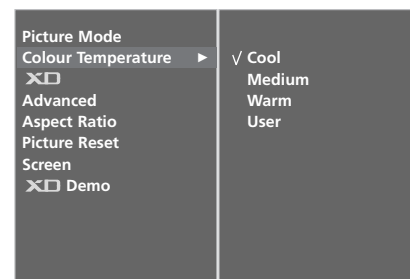 Picture Mode
Colour Temperature ►
XD
Advanced
Aspect Ratio
Picture Reset
Screen
XD Demo
√ Cool
Medium
Warm
User